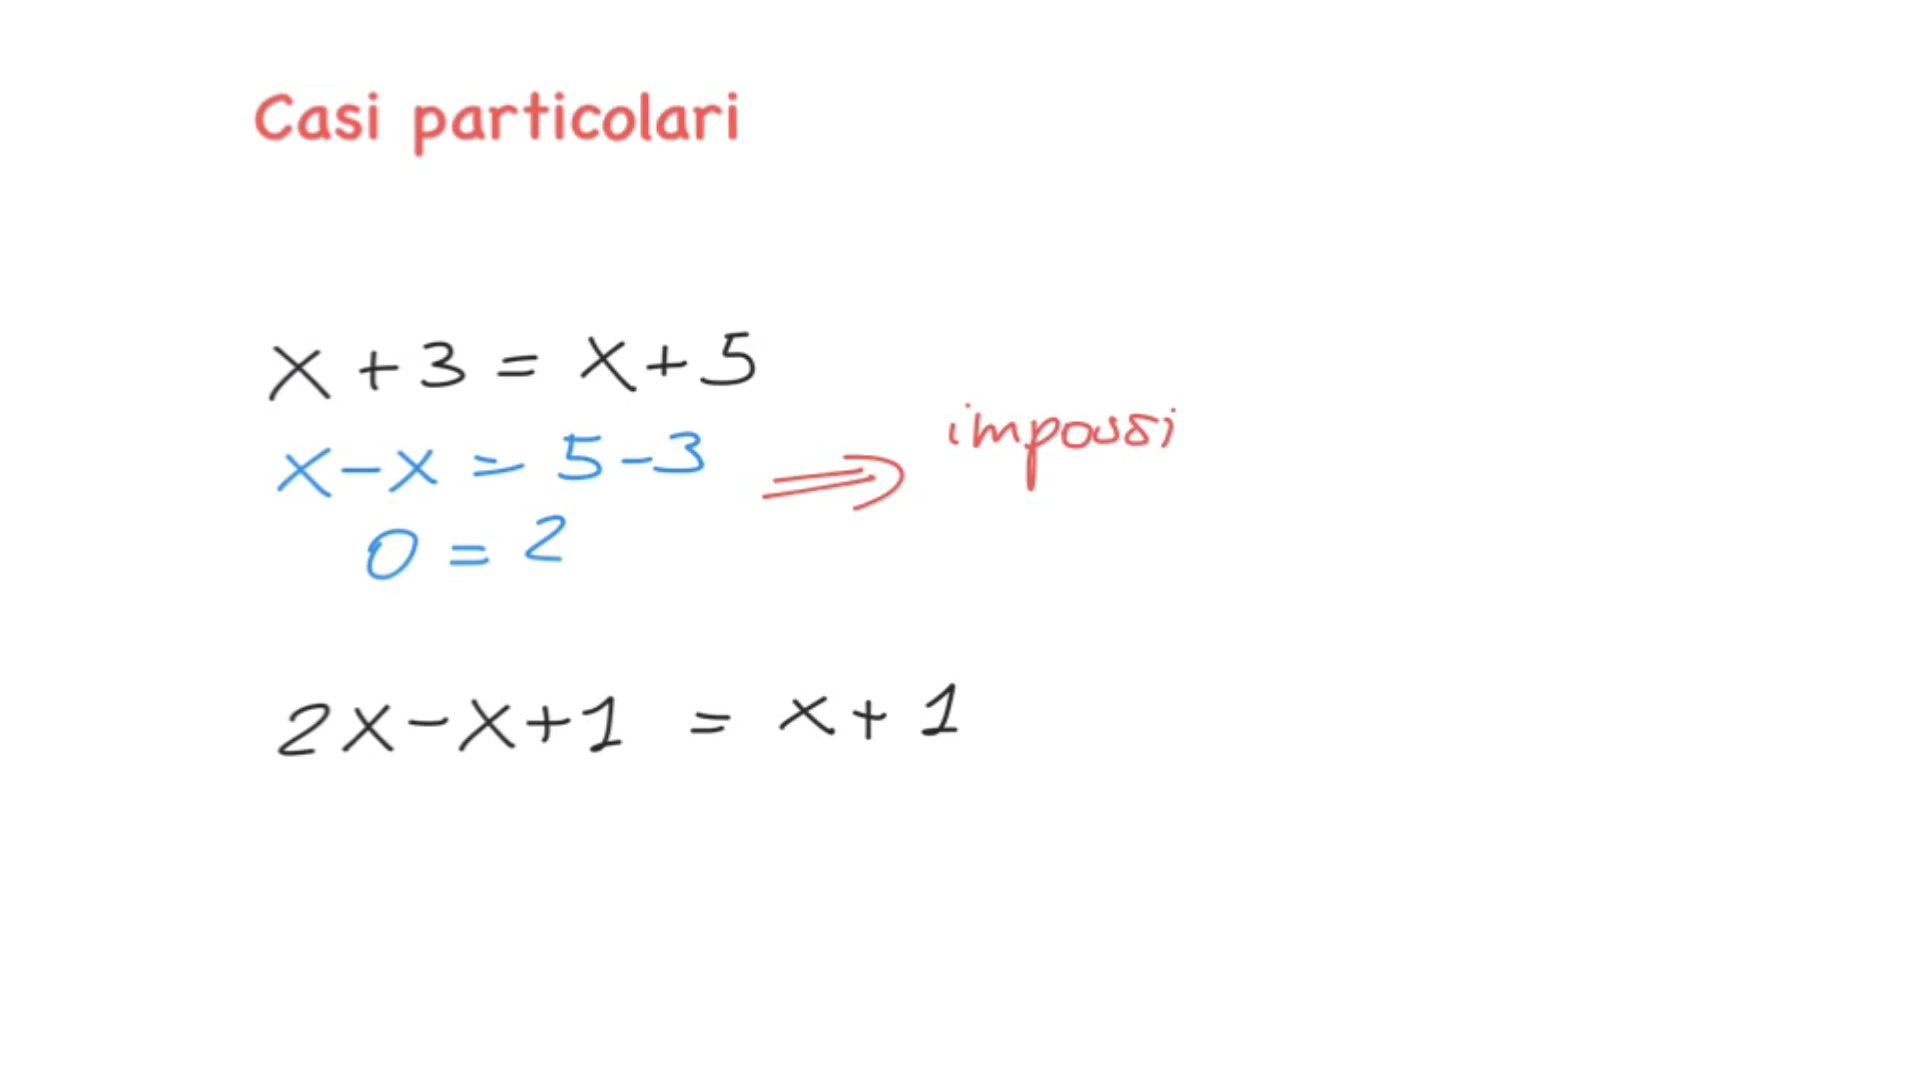 Casi particolari
x + 3 = x + 5
x - x = 5 - 3
0 = 2
⇒ impossi
2x - x + 1 = x + 1